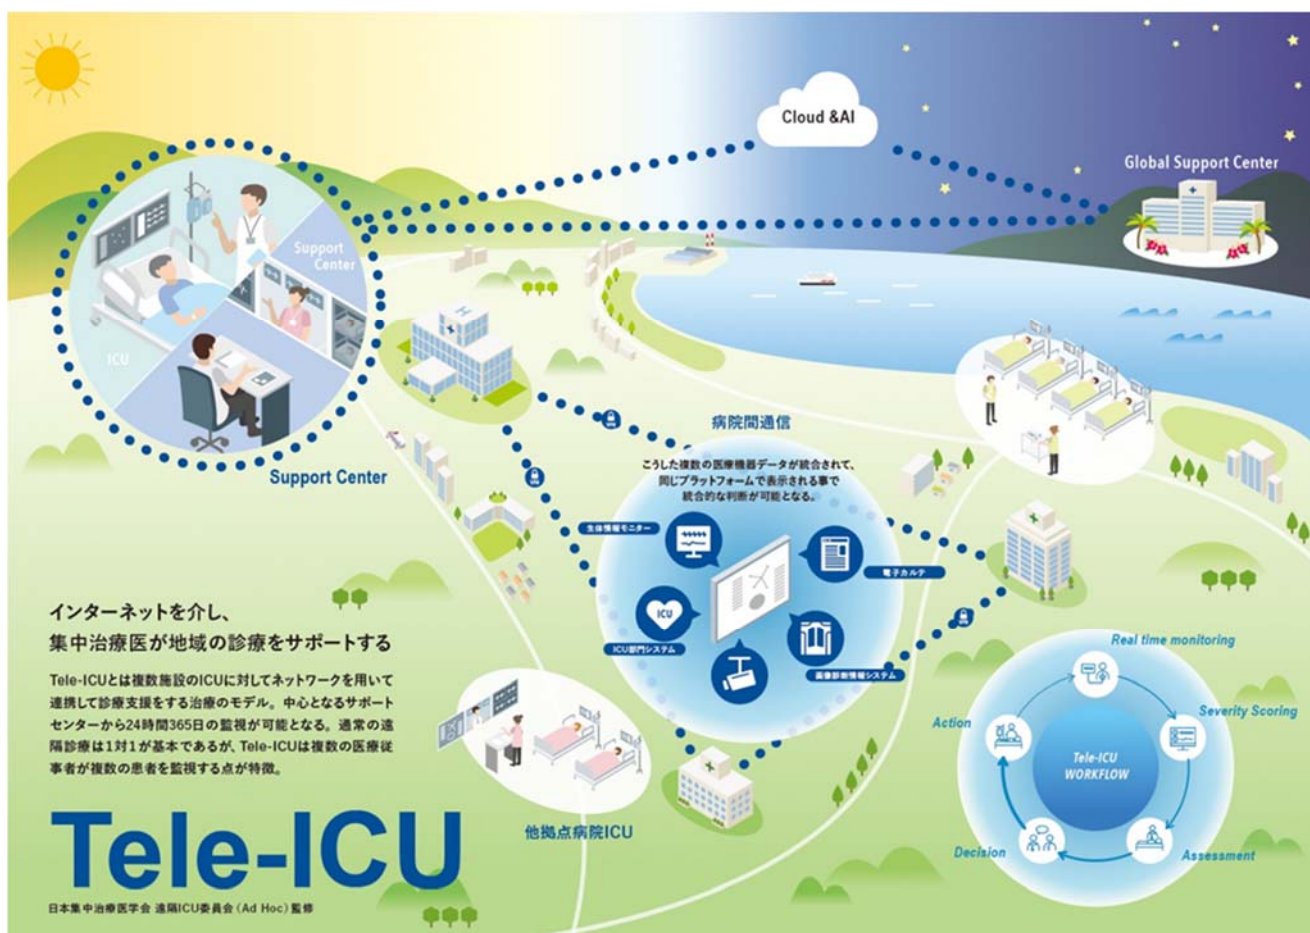 Cloud &AI
Global Support Center
Support
Center
ICU
Support Center
病院間通信
こうした複数の医療機器データが統合されて、
同じプラットフォームで表示される事で
統合的な判断が可能となる。
生体情報モニター
電子カルテ
ICU
ICU部門システム
画像診断情報システム
インターネットを介し、
集中治療医が地域の診療をサポートする
Tele-ICUとは複数施設のICUに対してネットワークを用いて
連携して診療支援をする治療のモデル。中心となるサポート
センターから24時間365日の監視が可能となる。通常の遠
隔診療は1対1が基本であるが、Tele-ICUは複数の医療従
事者が複数の患者を監視する点が特徴。
Tele-ICU
日本集中治療医学会 遠隔ICU委員会（Ad Hoc）監修
他拠点病院ICU
Real time monitoring
Severity Scoring
Action
Tele-ICU
WORKFLOW
Decision
Assessment